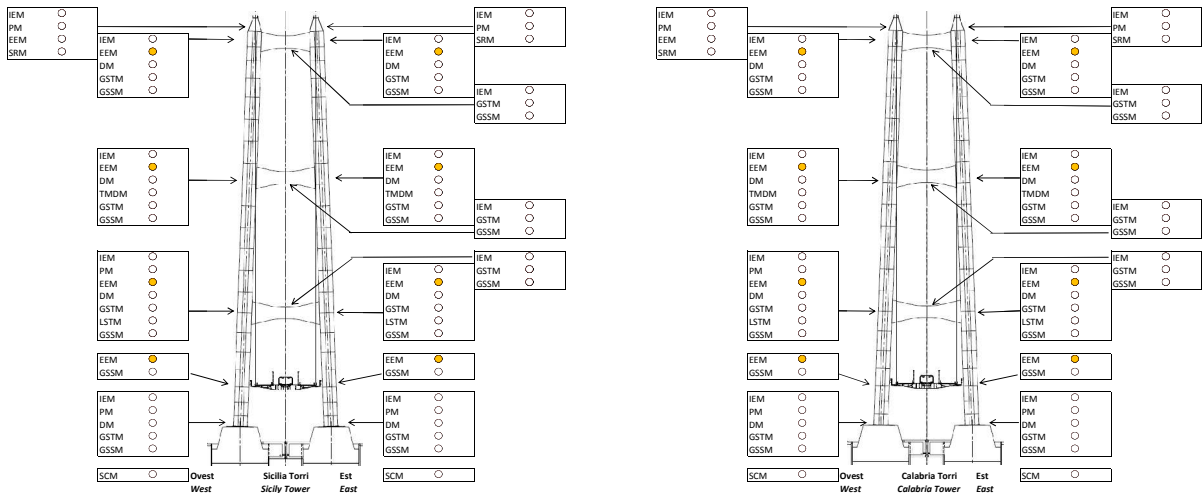 IEM
PM
EEM
SRM
IEM
EEM
DM
GSTM
GSSM
IEM
EEM
DM
GSTM
GSSM
IEM
PM
SRM
IEM
GSTM
GSSM
IEM
EEM
DM
TMDM
GSTM
GSSM
IEM
EEM
DM
TMDM
GSTM
GSSM
IEM
GSTM
GSSM
IEM
PM
EEM
DM
GSTM
LSTM
GSSM
IEM
EEM
DM
GSTM
LSTM
GSSM
IEM
GSTM
GSSM
EEM
GSSM
EEM
GSSM
IEM
PM
DM
GSTM
GSSM
IEM
PM
DM
GSTM
GSSM
SCM
SCM
Ovest Sicilia Torri Est
West Sicily Tower East
IEM
PM
EEM
SRM
IEM
EEM
DM
GSTM
GSSM
IEM
EEM
DM
GSTM
GSSM
IEM
PM
SRM
IEM
GSTM
GSSM
IEM
EEM
DM
TMDM
GSTM
GSSM
IEM
EEM
DM
TMDM
GSTM
GSSM
IEM
GSTM
GSSM
IEM
PM
EEM
DM
GSTM
LSTM
GSSM
IEM
EEM
DM
GSTM
LSTM
GSSM
IEM
GSTM
GSSM
EEM
GSSM
EEM
GSSM
IEM
PM
DM
GSTM
GSSM
IEM
PM
DM
GSTM
GSSM
SCM
SCM
Ovest Calabria Torri Est
West Calabria Tower East